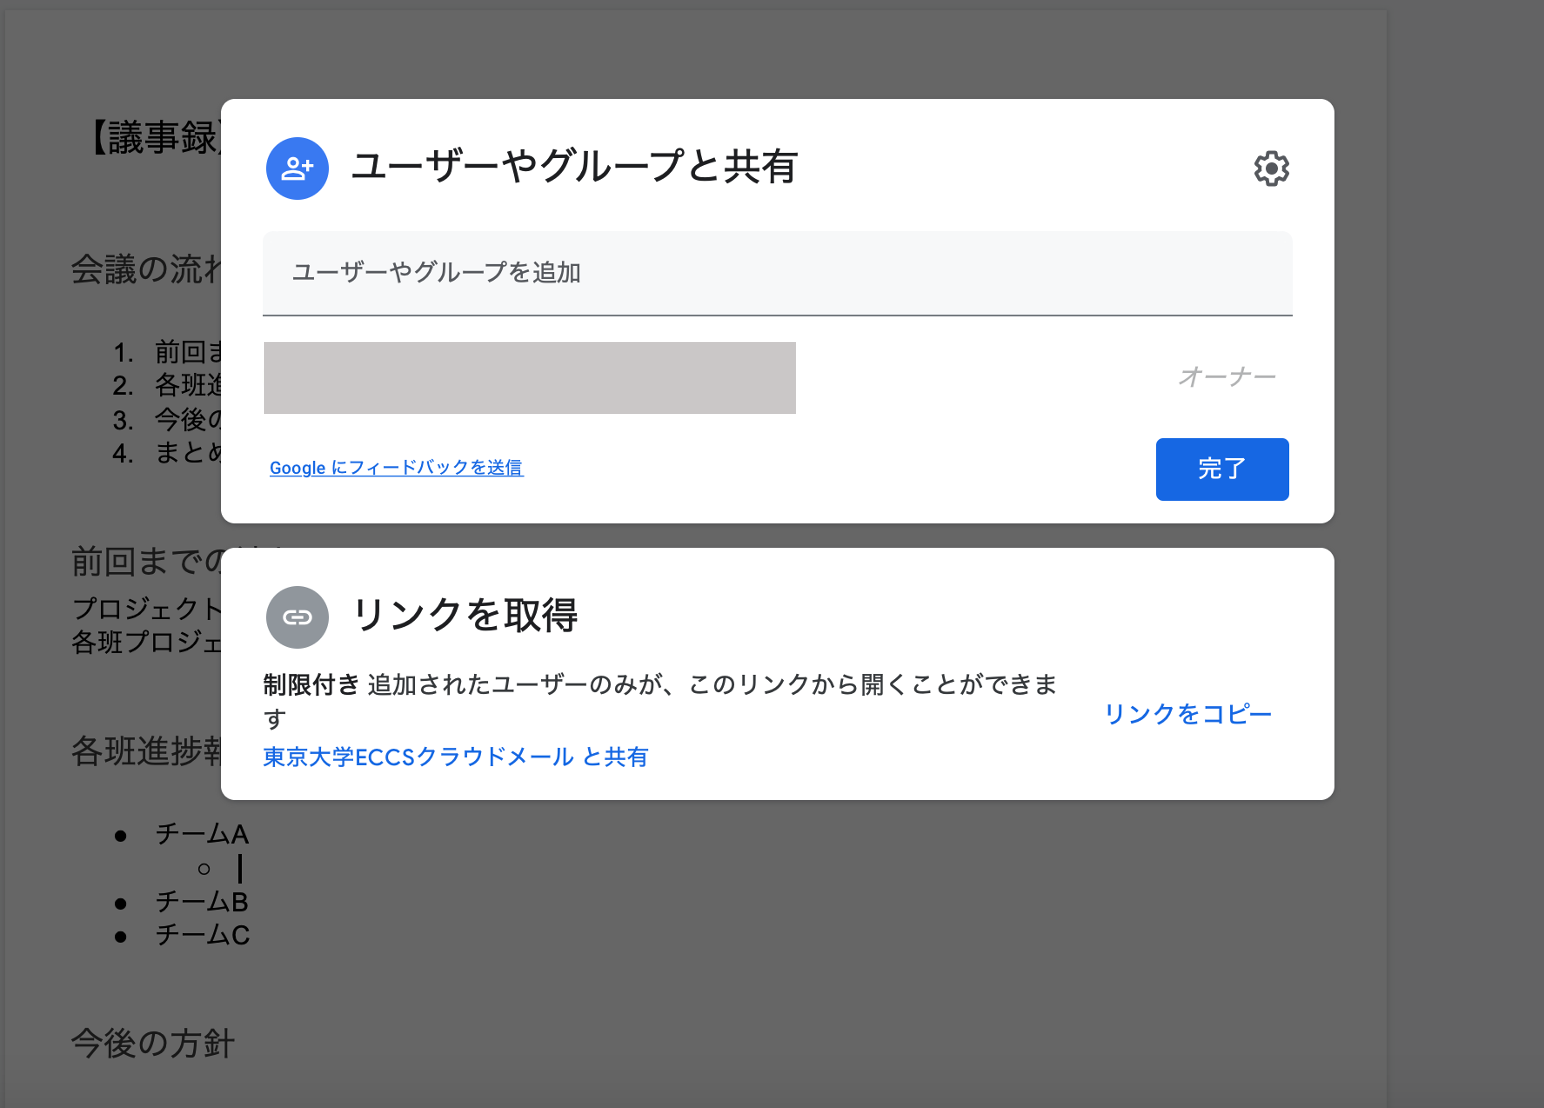 【議事録】
ユーザーやグループと共有
ユーザーやグループを追加
オーナー
Google にフィードバックを送信
完了
リンクを取得
制限付き 追加されたユーザーのみが、このリンクから開くことができま
す
リンクをコピー
東京大学ECCSクラウドメール と共有
会議の流れ
1. 前回ま
2. 各班進
3. 今後の
4. まとめ
前回までの
プロジェクト
各班プロジェ
各班進捗報
● チームA
○
● チームB
● チームC
今後の方針